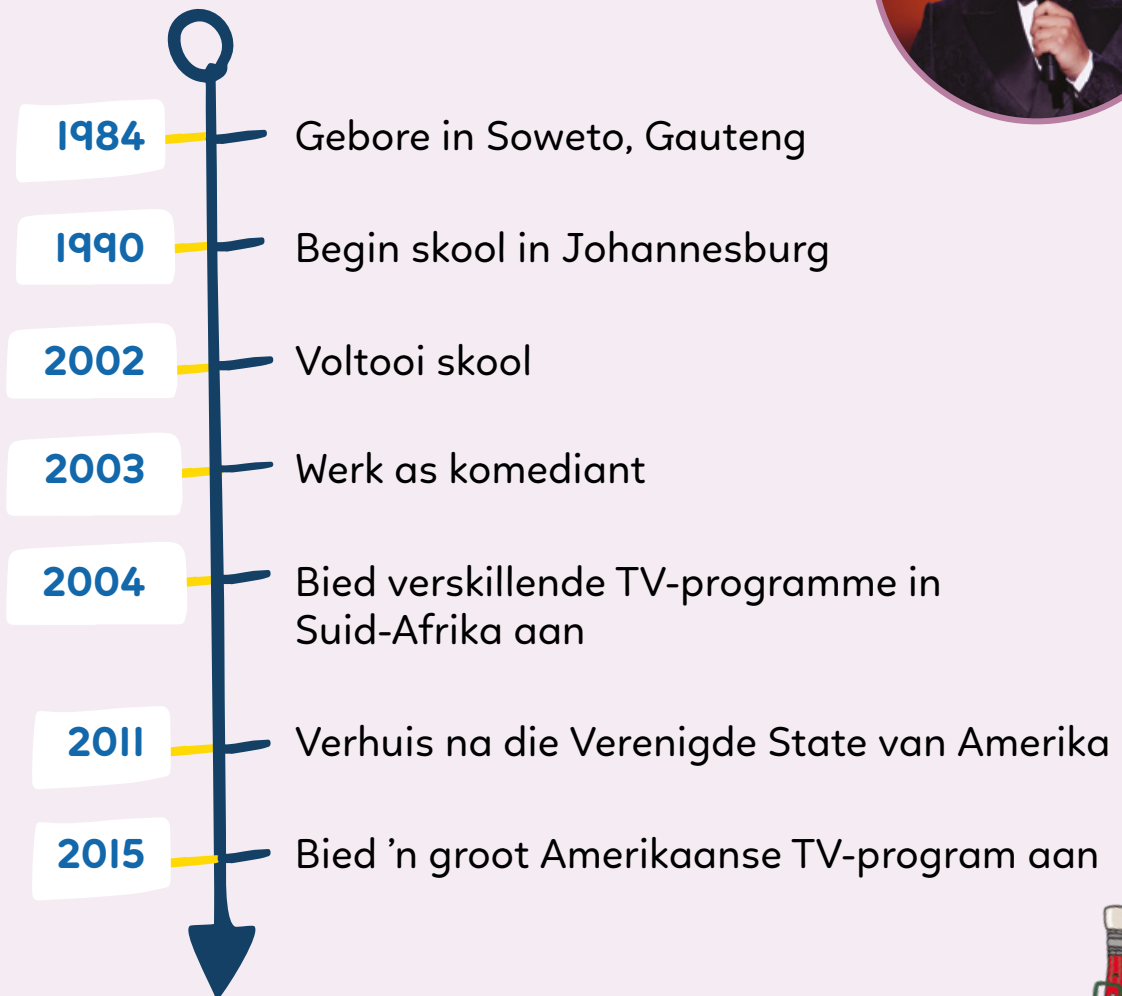 1984 Gebore in Soweto, Gauteng
1990 Begin skool in Johannesburg
2002 Voltooi skool
2003 Werk as komediant
2004 Bied verskillende TV-programme in
Suid-Afrika aan
2011 Verhuis na die Verenigde State van Amerika
2015 Bied ’n groot Amerikaanse TV-program aan